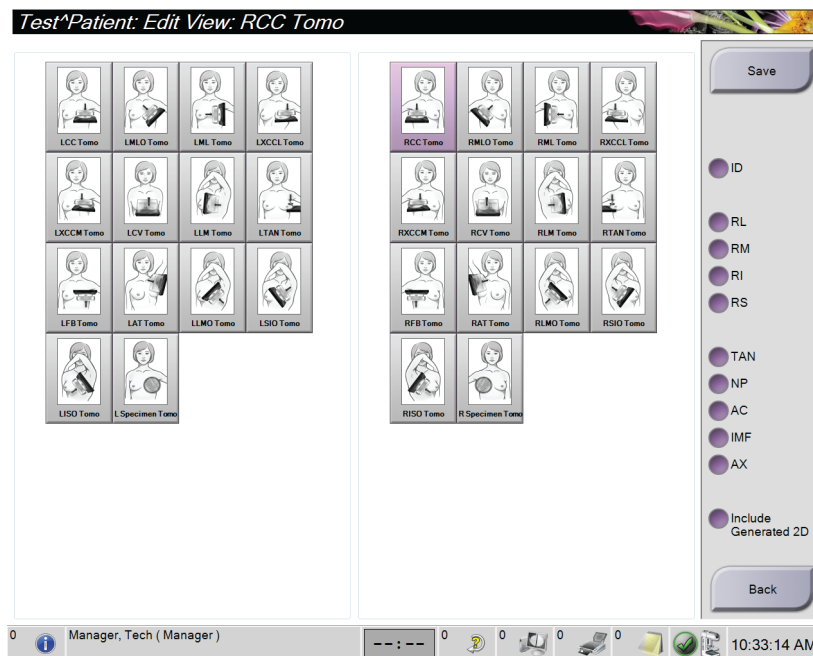 Test^Patient: Edit View: RCC Tomo
LCC Tomo LMLO Tomo LML Tomo LXCCL Tomo
LXCCM Tomo LCV Tomo LLM Tomo LTAN Tomo
LFB Tomo LAT Tomo LLMO Tomo LSIO Tomo
LISO Tomo L Specimen Tomo
RCC Tomo RMLO Tomo RML Tomo RXCCL Tomo
RXCCM Tomo RCV Tomo RLM Tomo RTAN Tomo
RFB Tomo RAT Tomo RLMO Tomo RSIO Tomo
RISO Tomo R Specimen Tomo
Save
ID
RL
RM
RI
RS
TAN
NP
AC
IMF
AX
Include
Generated 2D
Back
0 Manager, Tech ( Manager ) --:-- 0 0 0 0 10:33:14 AM